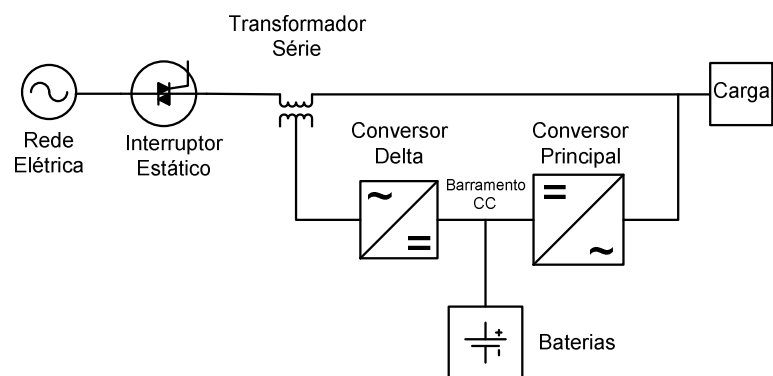 Transformador
Série
Carga
Rede
Elétrica
Interruptor
Estático
Conversor
Delta
Barramento
CC
Conversor
Principal
Baterias